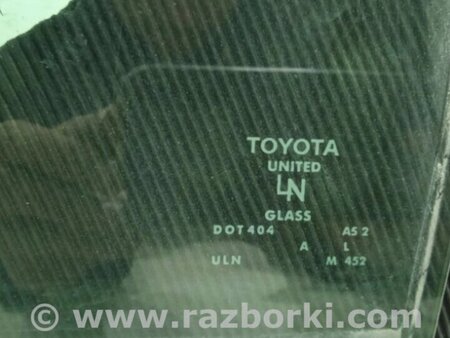 TOYOTA
UNITED
LN
GLASS
DOT 404 AS 2
A L
ULN M 452
© www.razborki.com